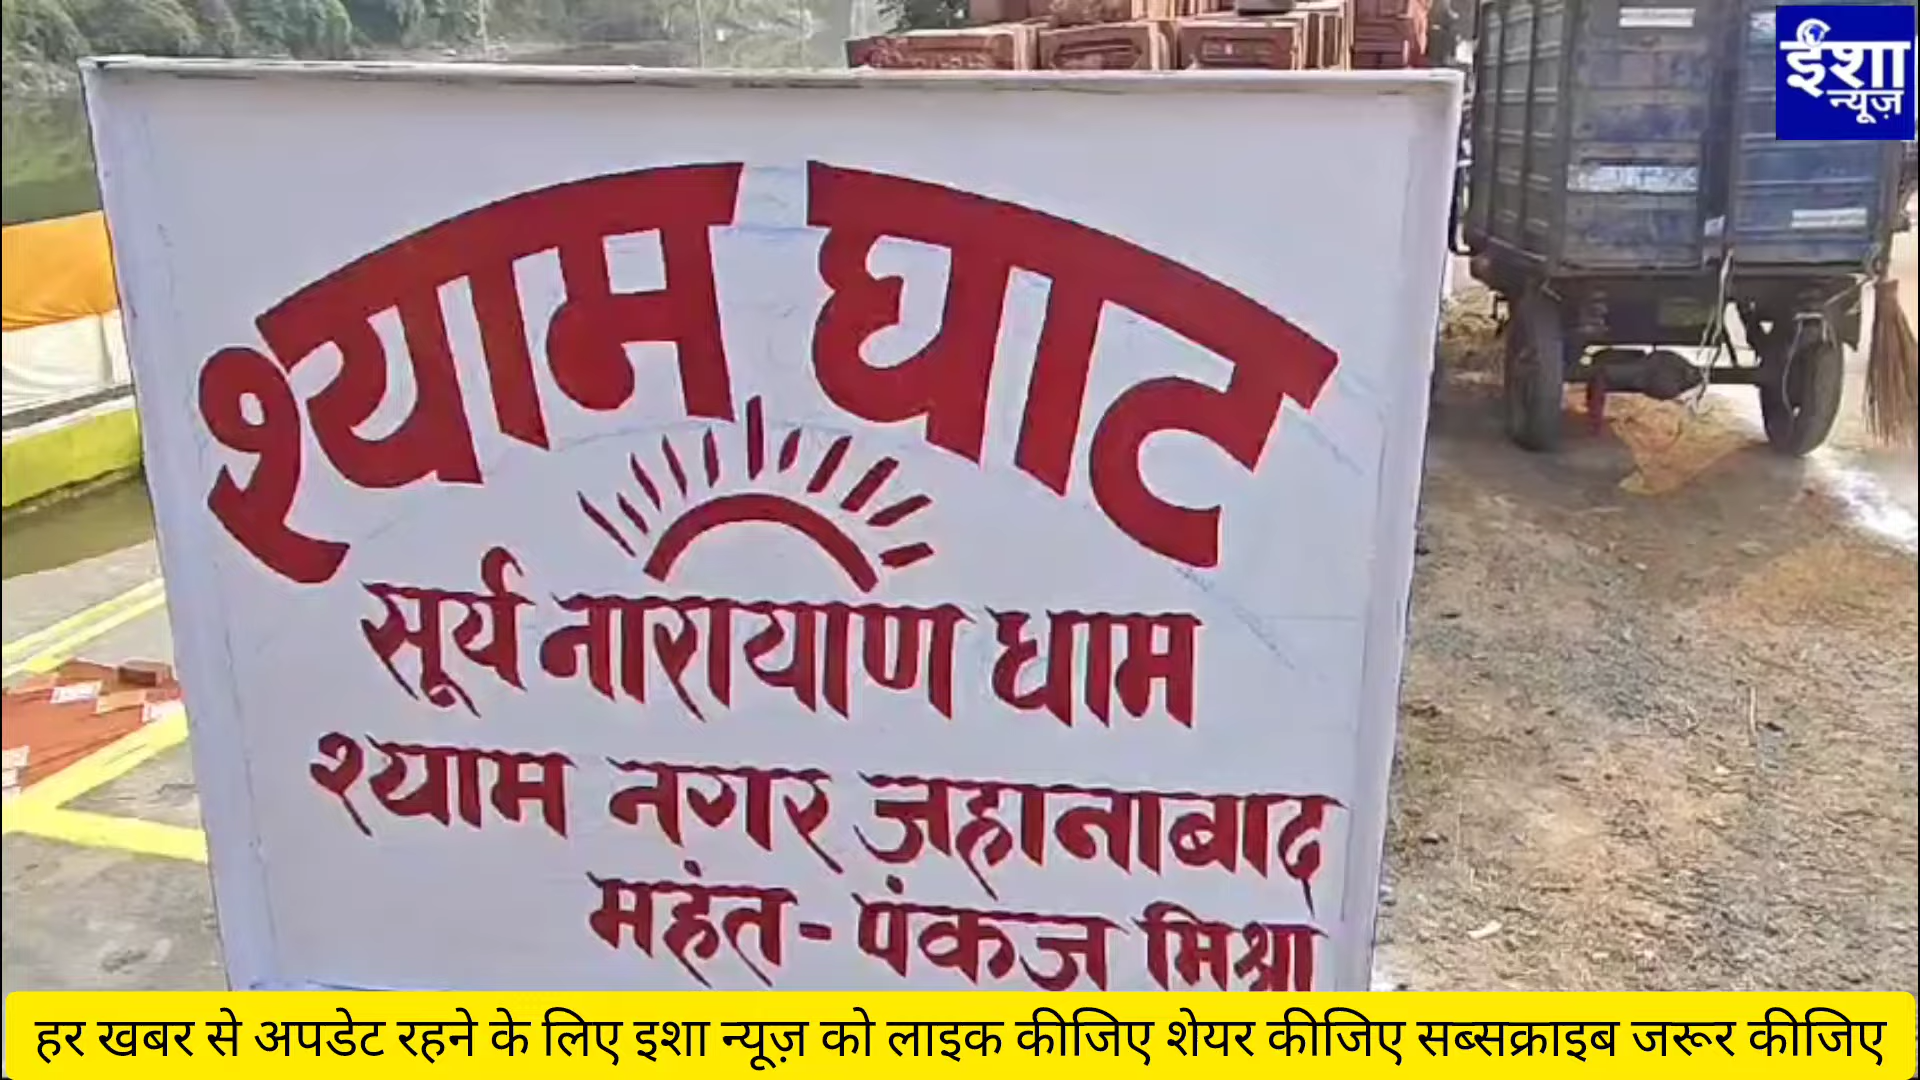 ईशा
न्यूज़
श्याम घाट
सूर्य नारायाण धाम
श्याम नगर जहानाबाद
महंत - पंकज मिश्रा
हर खबर से अपडेट रहने के लिए इशा न्यूज़ को लाइक कीजिए शेयर कीजिए सब्सक्राइब जरूर कीजिए